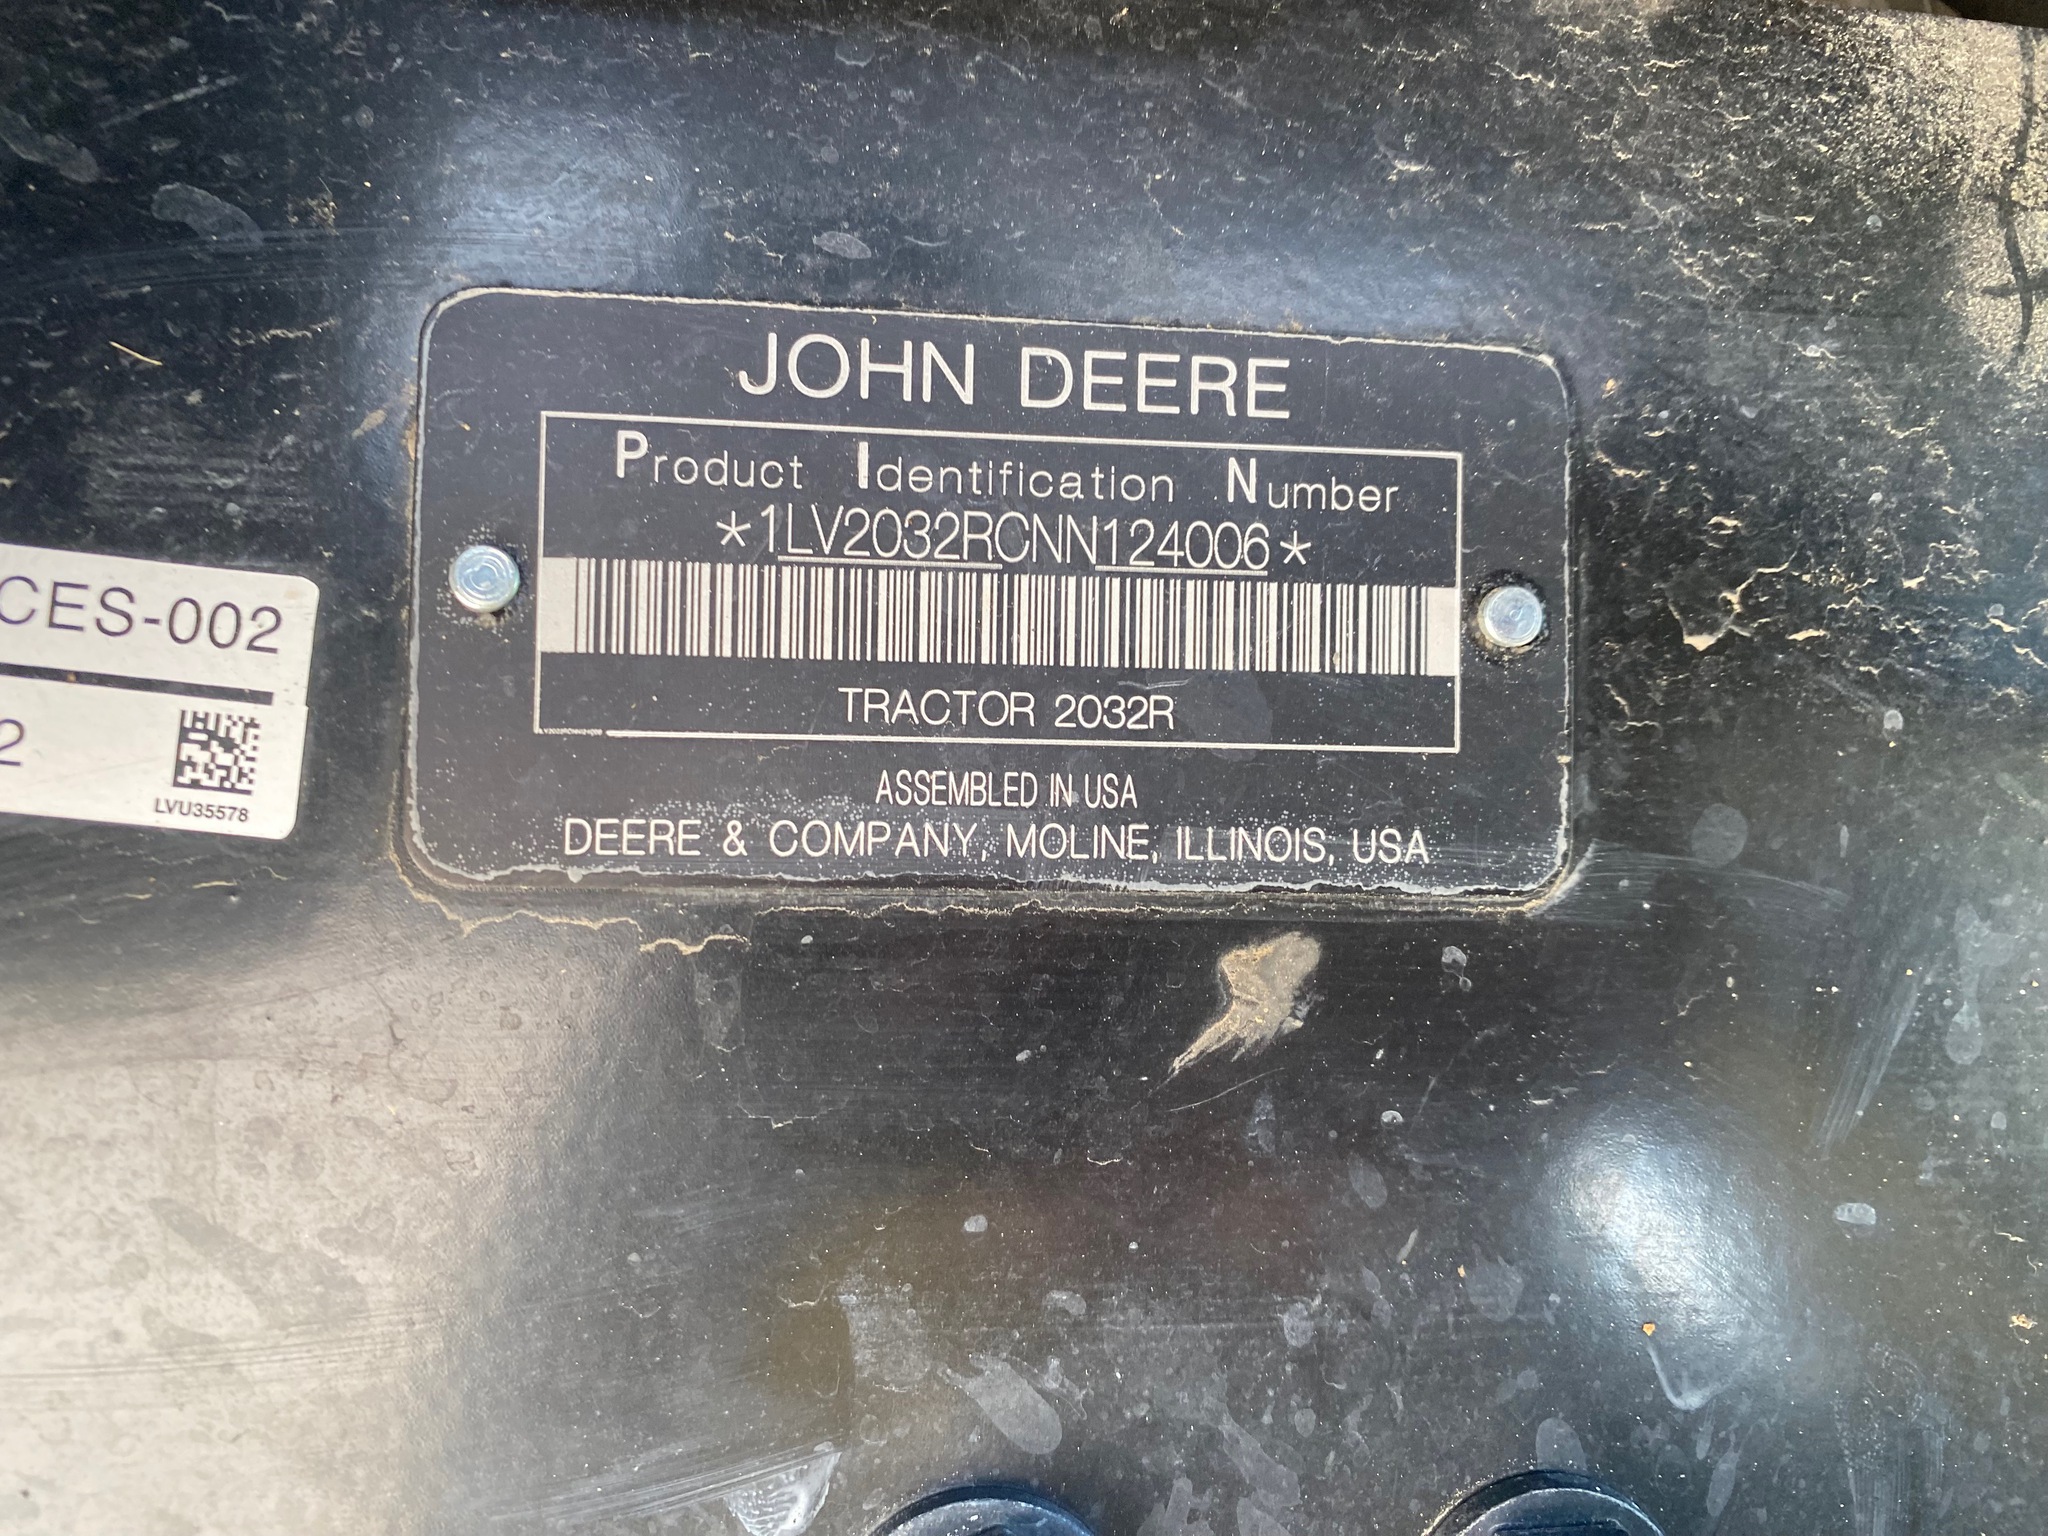 JOHN DEERE
Product Identification Number
*1LV2032RCNN124006*
TRACTOR 2032R
ASSEMBLED IN USA
DEERE & COMPANY, MOLINE, ILLINOIS, USA
CES-002
2
LVU35578